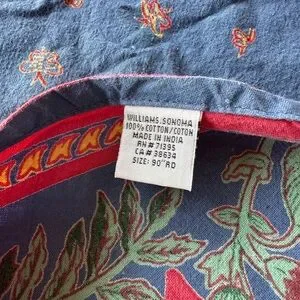 WILLIAMS, SONOMA
100% COTTON/COTON
MADE IN INDIA
RN# 71395
CA# 38634
SIZE: 90" RD